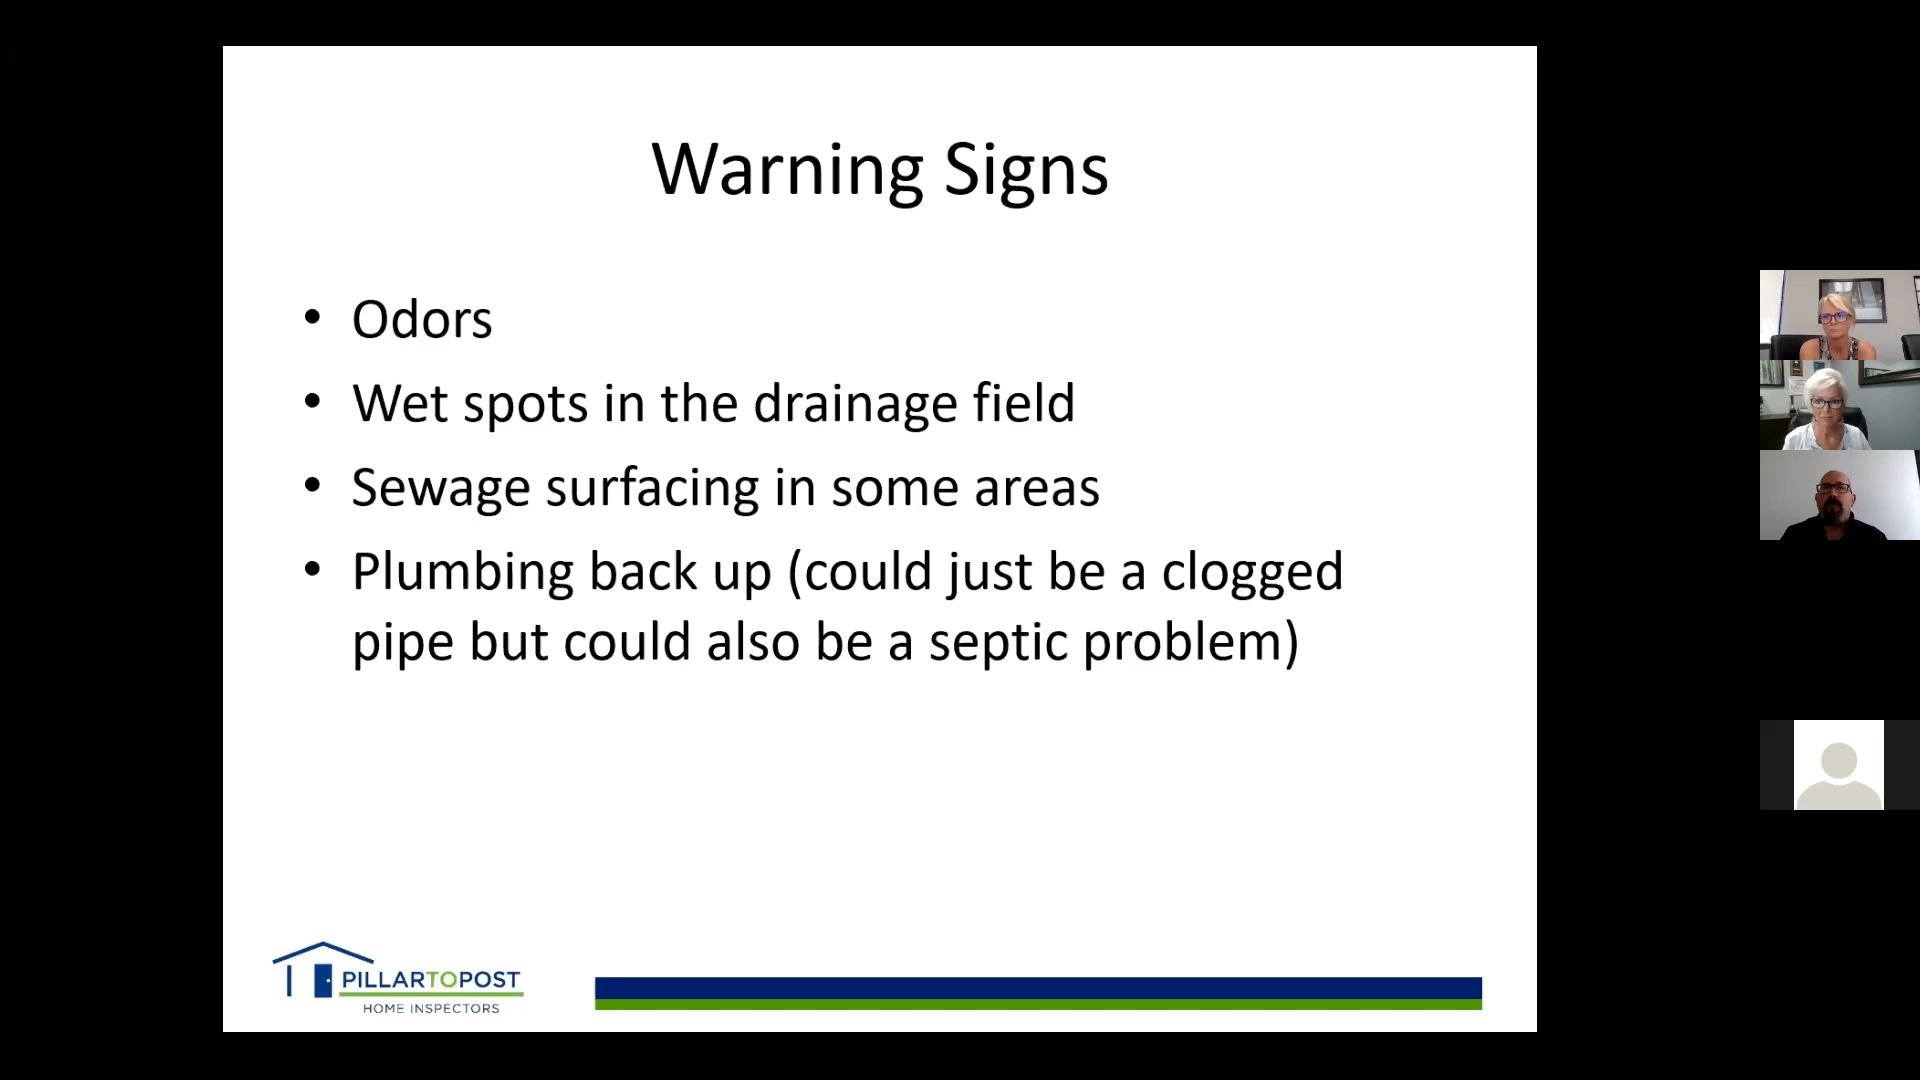 Warning Signs
• Odors
• Wet spots in the drainage field
• Sewage surfacing in some areas
• Plumbing back up (could just be a clogged
pipe but could also be a septic problem)
PILLARTOPOST
HOME INSPECTORS